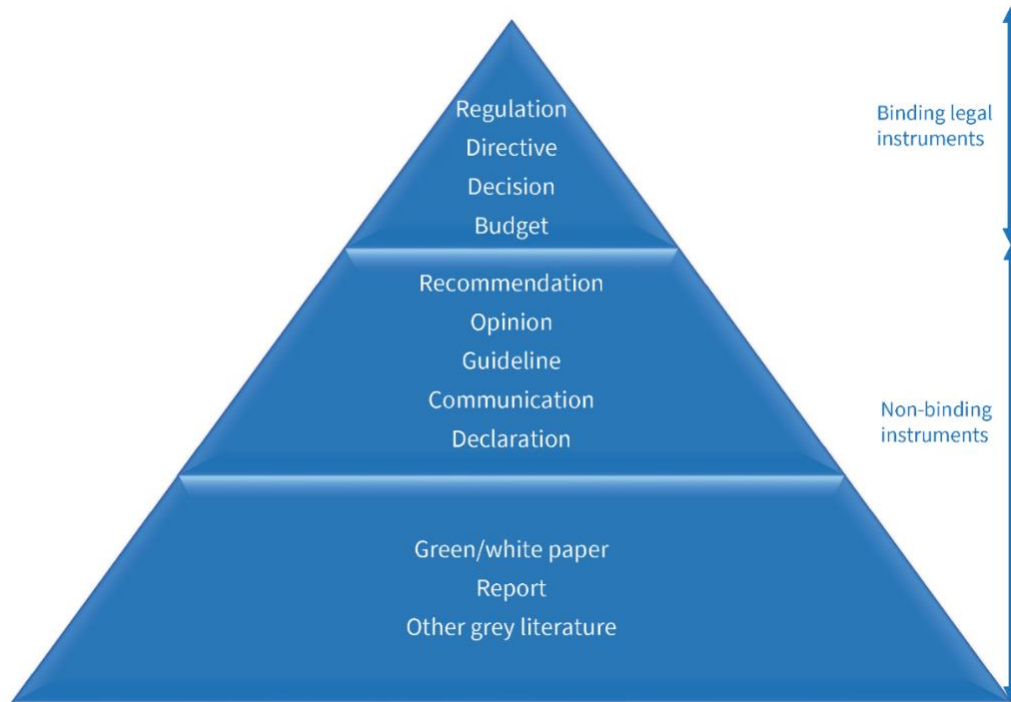 Regulation
Directive
Decision
Budget
Recommendation
Opinion
Guideline
Communication
Declaration
Green/white paper
Report
Other grey literature
Binding legal
instruments
Non-binding
instruments